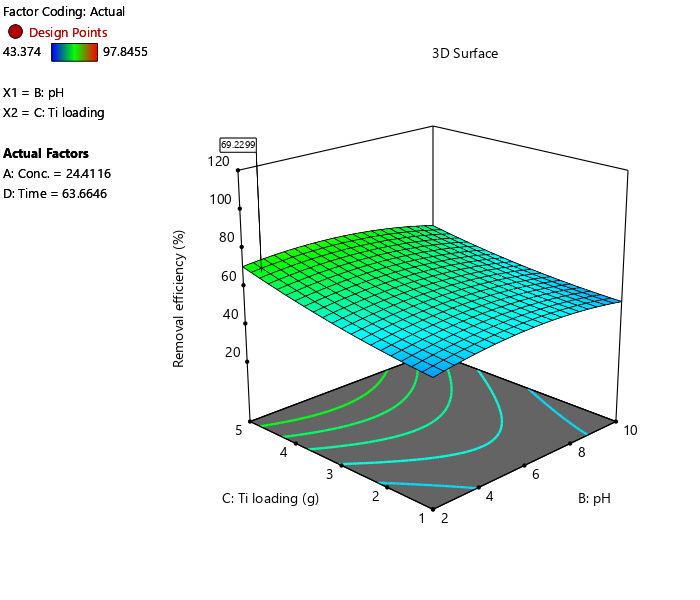 Factor Coding: Actual
Design Points
43.374 97.8455
3D Surface
X1 = B: pH
X2 = C: Ti loading
Actual Factors
A: Conc. = 24.4116
D: Time = 63.6646
69.2299
120
100
80
60
40
20
Removal efficiency (%)
5
4
3
2
1
2
4
6
8
10
C: Ti loading (g)
B: pH